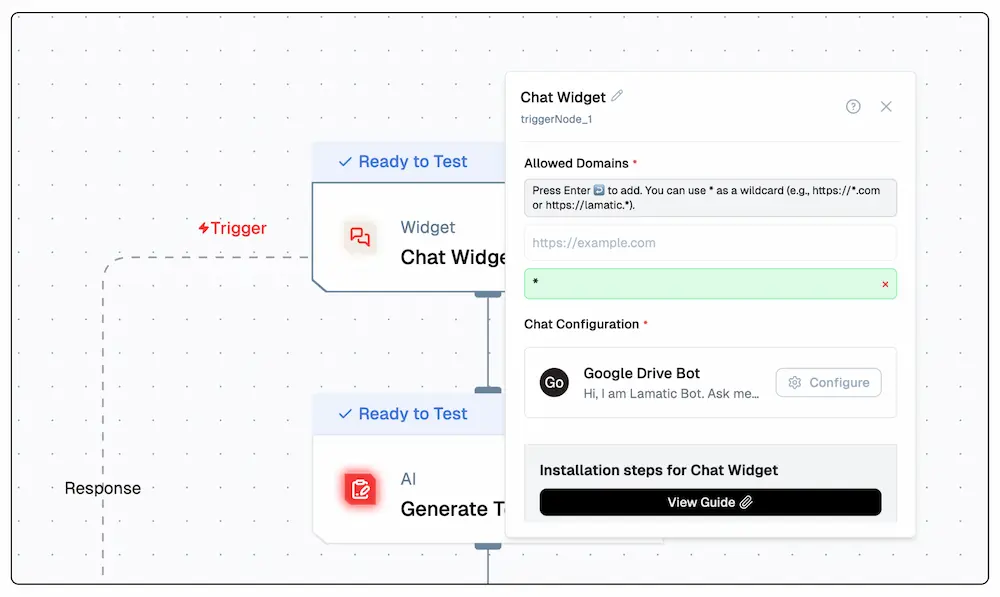 Ready to Test
Trigger
Widget
Chat Widge
Ready to Test
AI
Generate T
Response
Chat Widget
triggerNode_1
Allowed Domains *
Press Enter to add. You can use * as a wildcard (e.g., https://*.com
or https://lamatic.*).
https://example.com
*
Chat Configuration *
Go
Google Drive Bot
Hi, I am Lamatic Bot. Ask me...
Configure
Installation steps for Chat Widget
View Guide